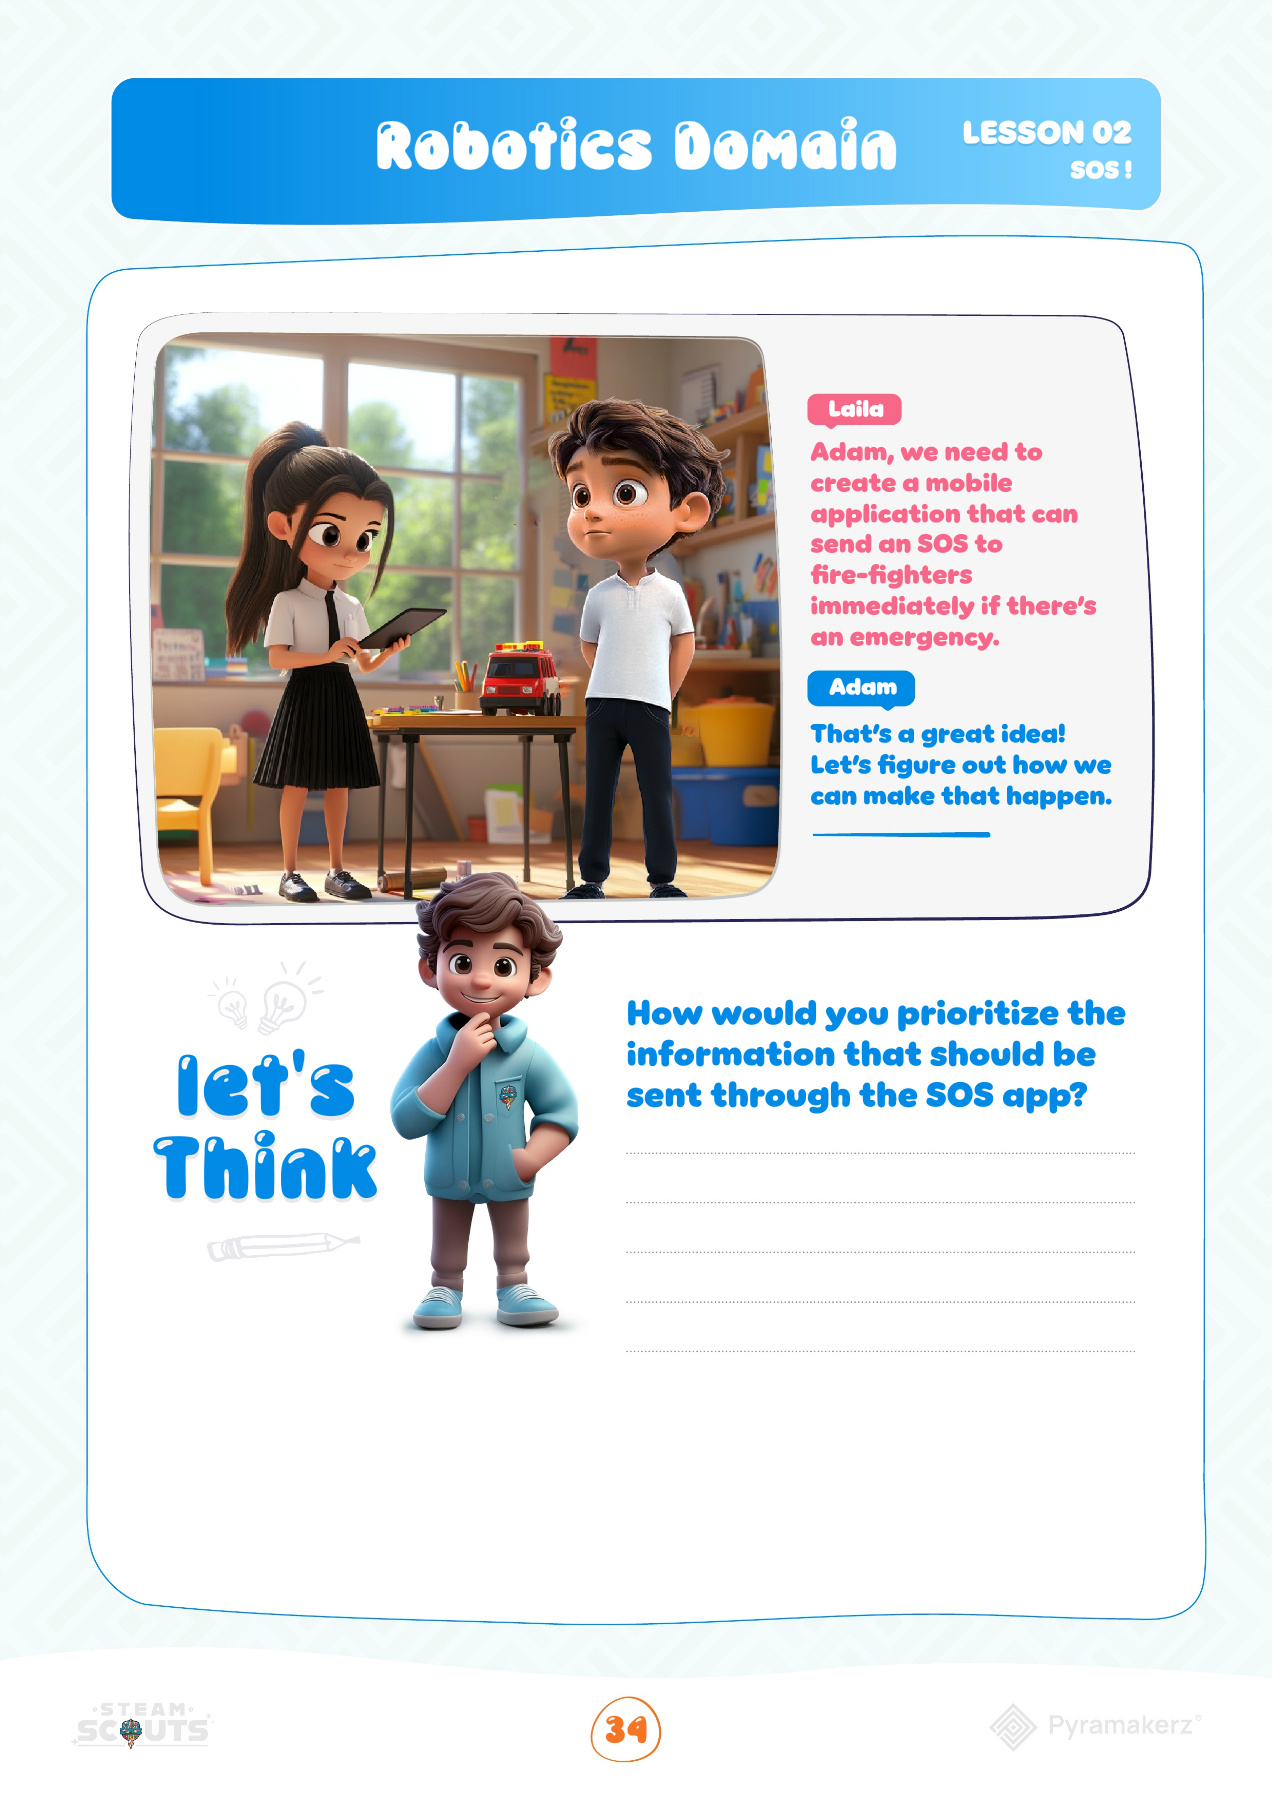 Robotics Domain
LESSON 02
SOS !
Laila
Adam, we need to
create a mobile
application that can
send an SOS to
fire-fighters
immediately if there's
an emergency.
Adam
That's a great idea!
Let's figure out how we
can make that happen.
let's
Think
How would you prioritize the
information that should be
sent through the SOS app?
STEAM
SCOUTS
34
Pyramakerz